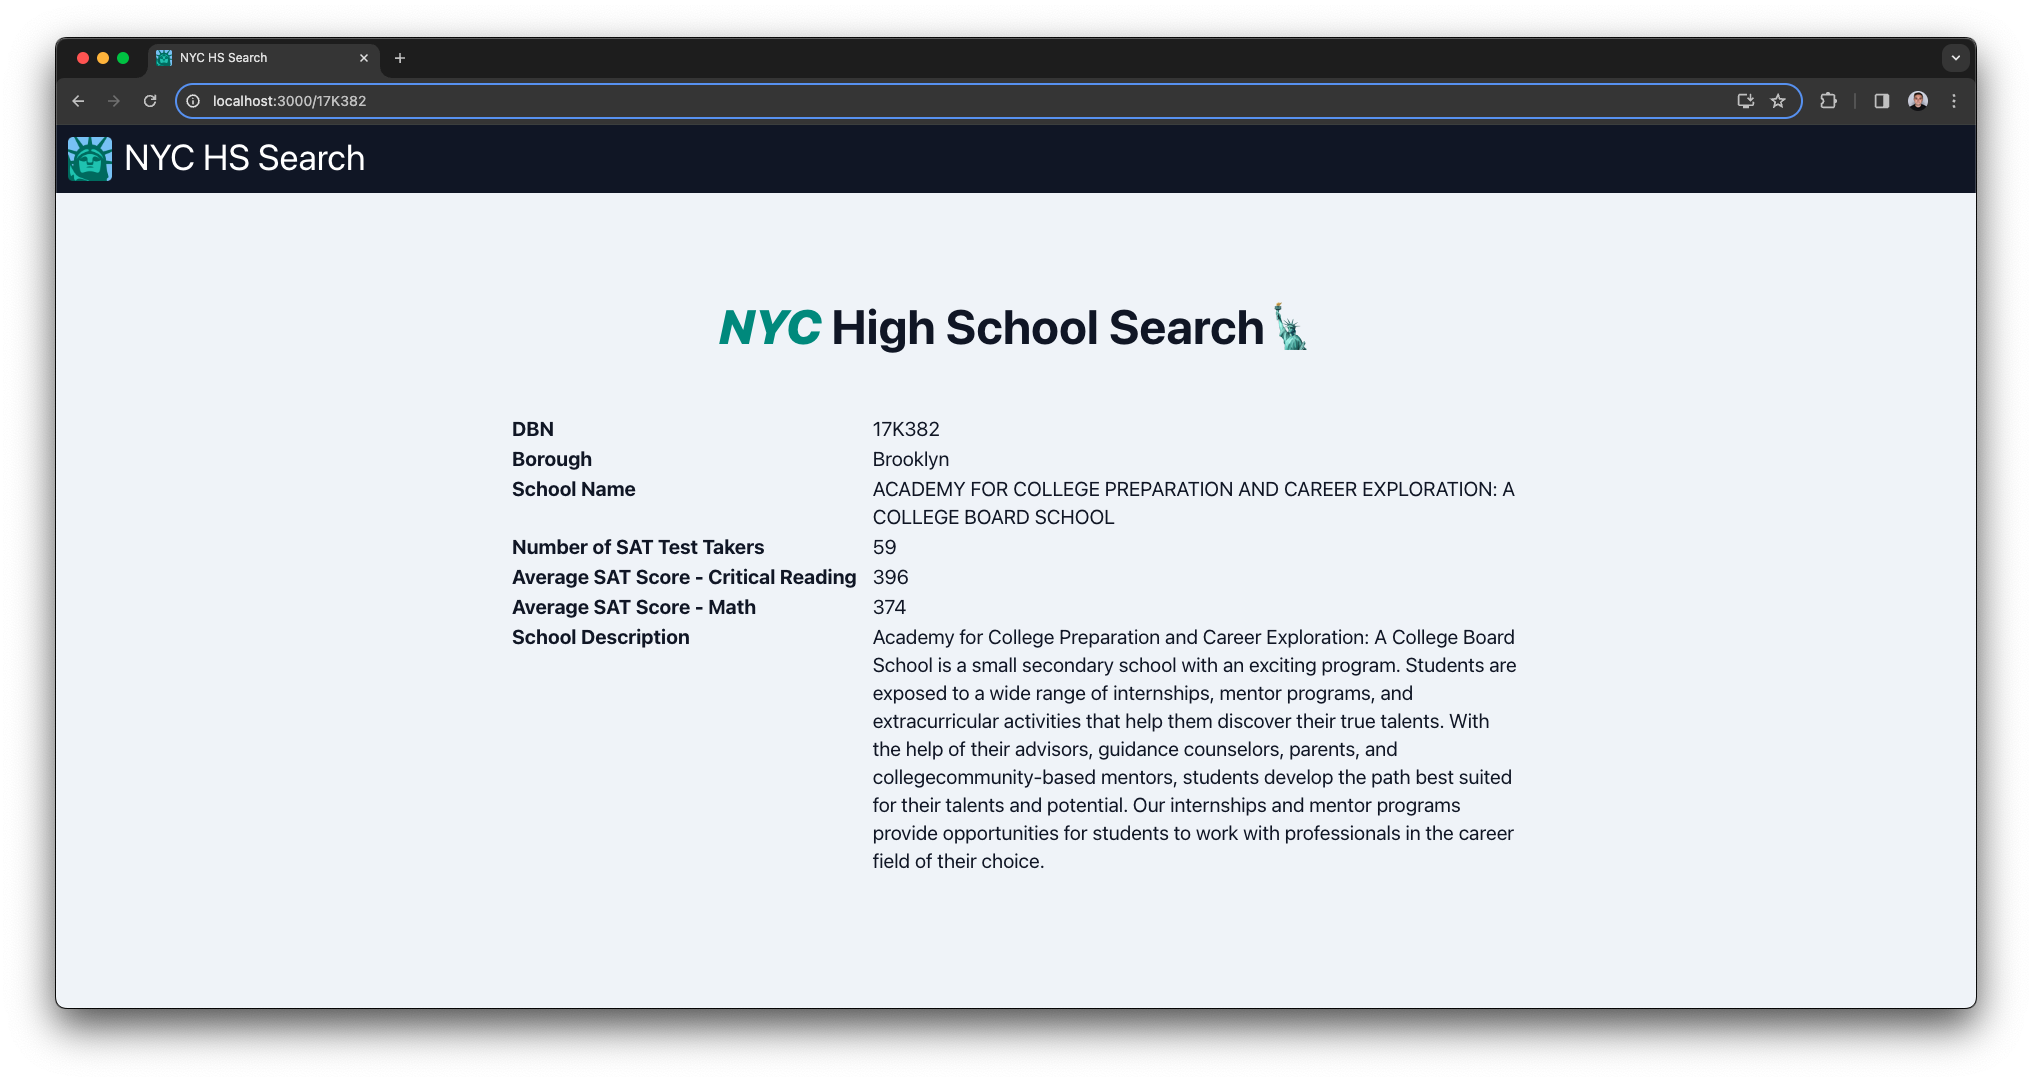 NYC HS Search
localhost:3000/17K382
NYC HS Search
NYC High School Search
DBN 17K382
Borough Brooklyn
School Name ACADEMY FOR COLLEGE PREPARATION AND CAREER EXPLORATION: A
COLLEGE BOARD SCHOOL
Number of SAT Test Takers 59
Average SAT Score - Critical Reading 396
Average SAT Score - Math 374
School Description Academy for College Preparation and Career Exploration: A College Board
School is a small secondary school with an exciting program. Students are
exposed to a wide range of internships, mentor programs, and
extracurricular activities that help them discover their true talents. With
the help of their advisors, guidance counselors, parents, and
collegecommunity-based mentors, students develop the path best suited
for their talents and potential. Our internships and mentor programs
provide opportunities for students to work with professionals in the career
field of their choice.